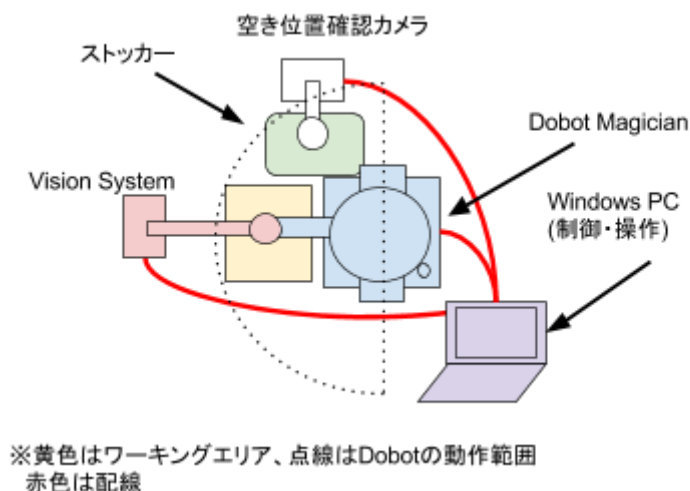 空き位置確認カメラ
ストッカー
Dobot Magician
Vision System
Windows PC
(制御・操作)
※黄色はワーキングエリア、点線はDobotの動作範囲
赤色は配線